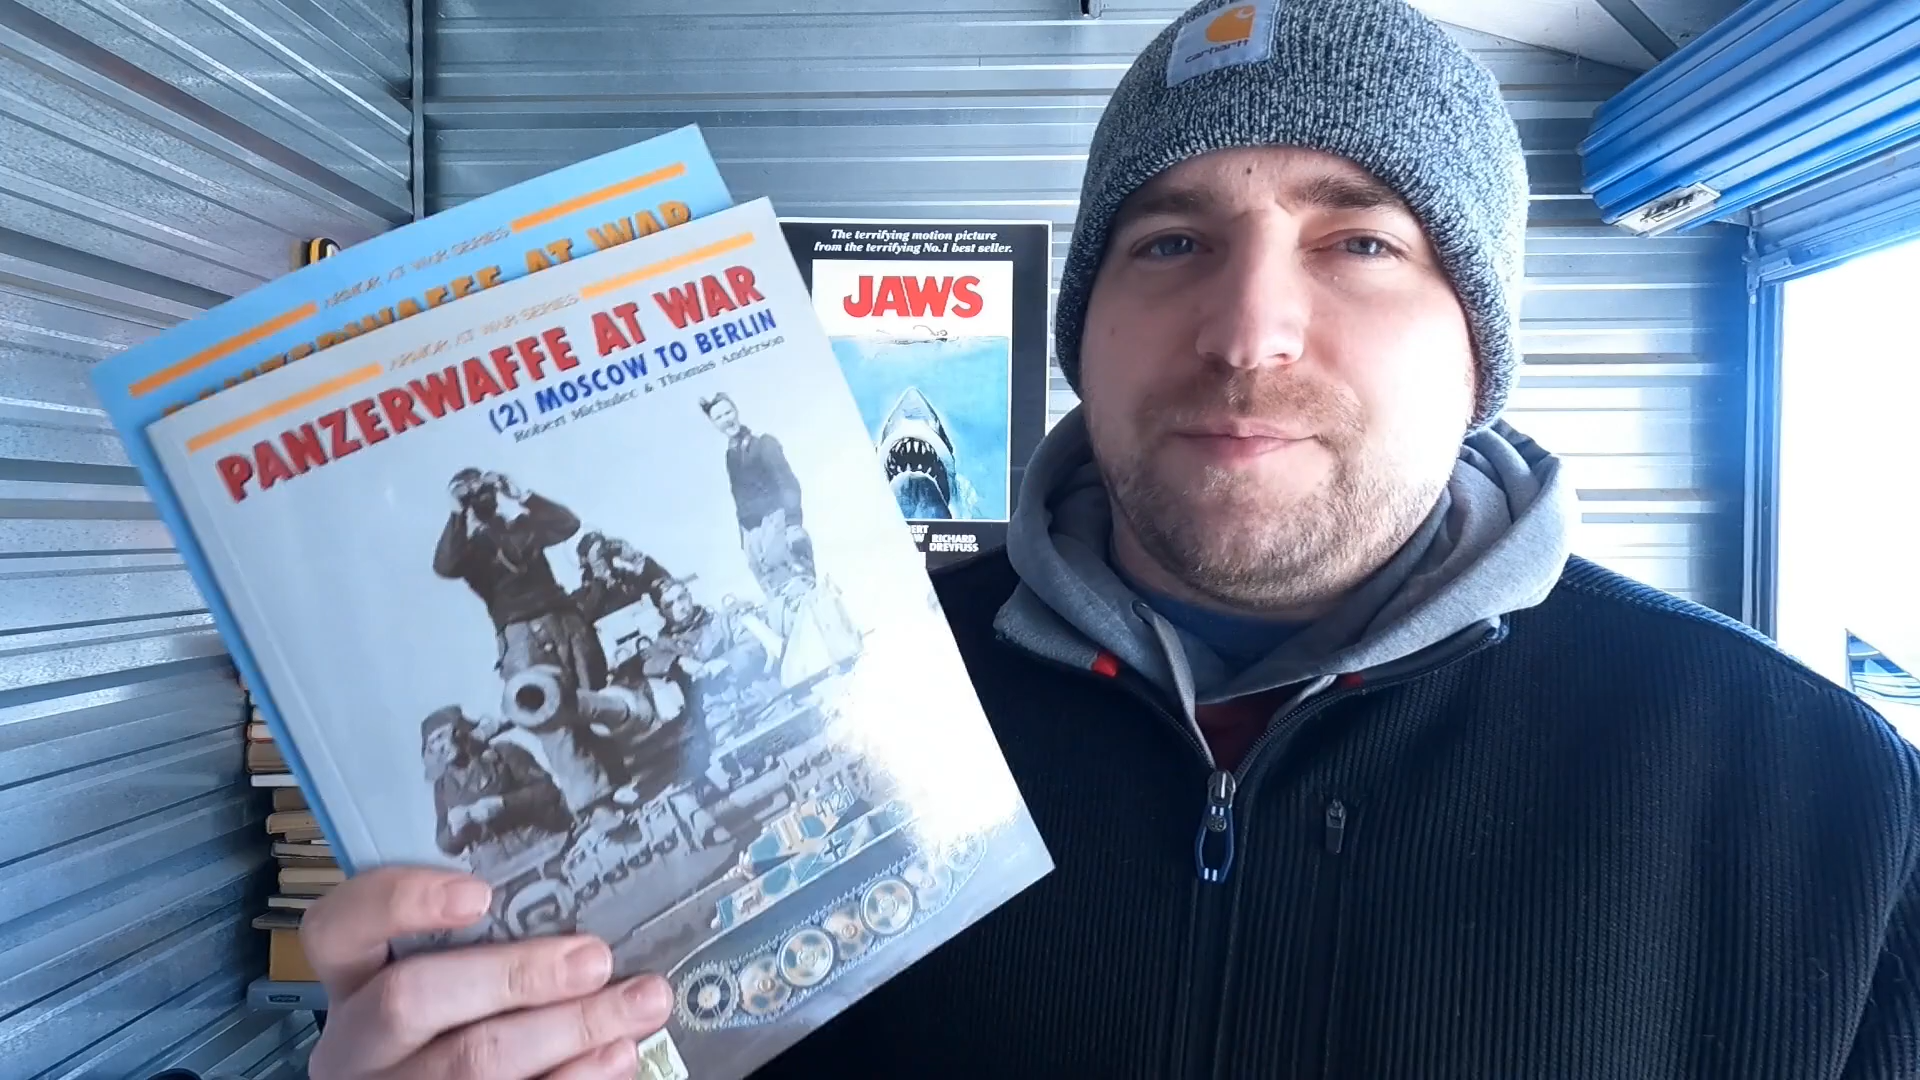 carhartt
ARMOR AT WAR SERIES
PANZERWAFFE AT WAR
ARMOR AT WAR SERIES
PANZERWAFFE AT WAR
(2) MOSCOW TO BERLIN
Robert Michulec & Thomas Anderson
The terrifying motion picture
from the terrifying No.1 best seller.
JAWS
RICHARD
DREYFUSS